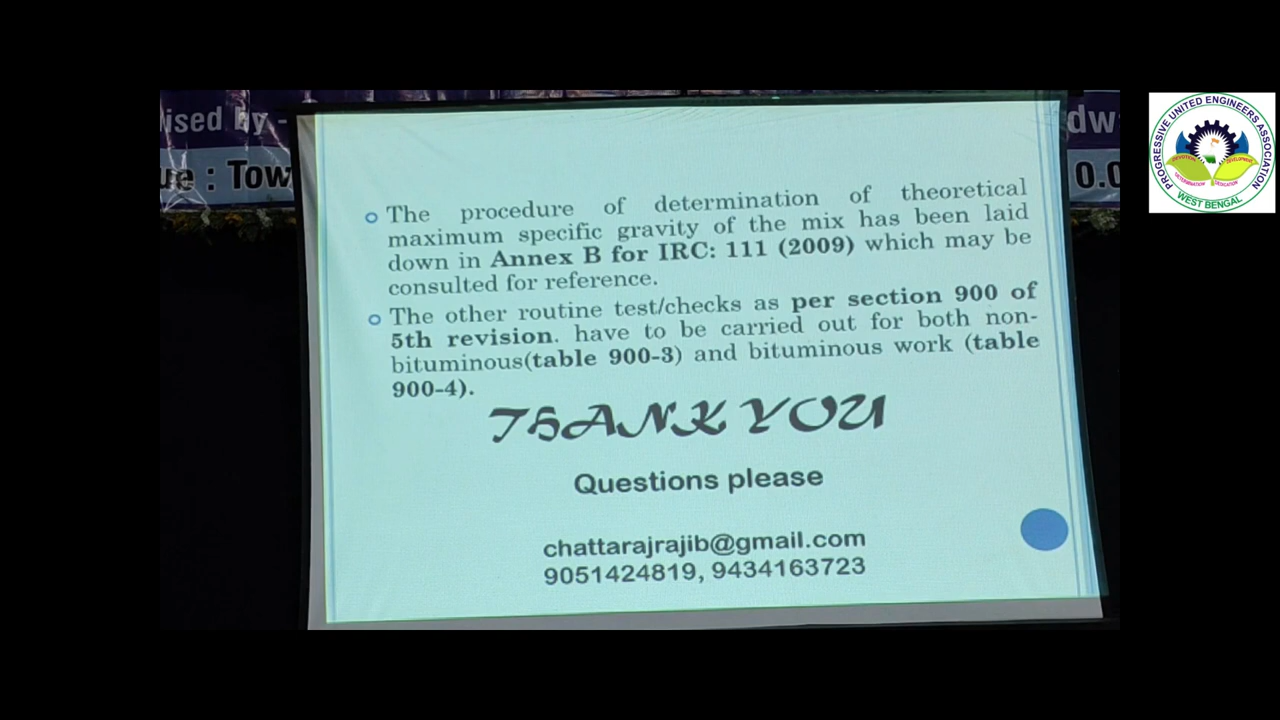 ised by -
ue : Tow
dw
0.0
PROGRESSIVE UNITED ENGINEERS ASSOCIATION
WEST BENGAL
The procedure of determination of theoretical
maximum specific gravity of the mix has been laid
down in Annex B for IRC: 111 (2009) which may be
consulted for reference.
The other routine test/checks as per section 900 of
5th revision. have to be carried out for both non-
bituminous(table 900-3) and bituminous work (table
900-4).
THANK YOU
Questions please
chattarajrajib@gmail.com
9051424819, 9434163723